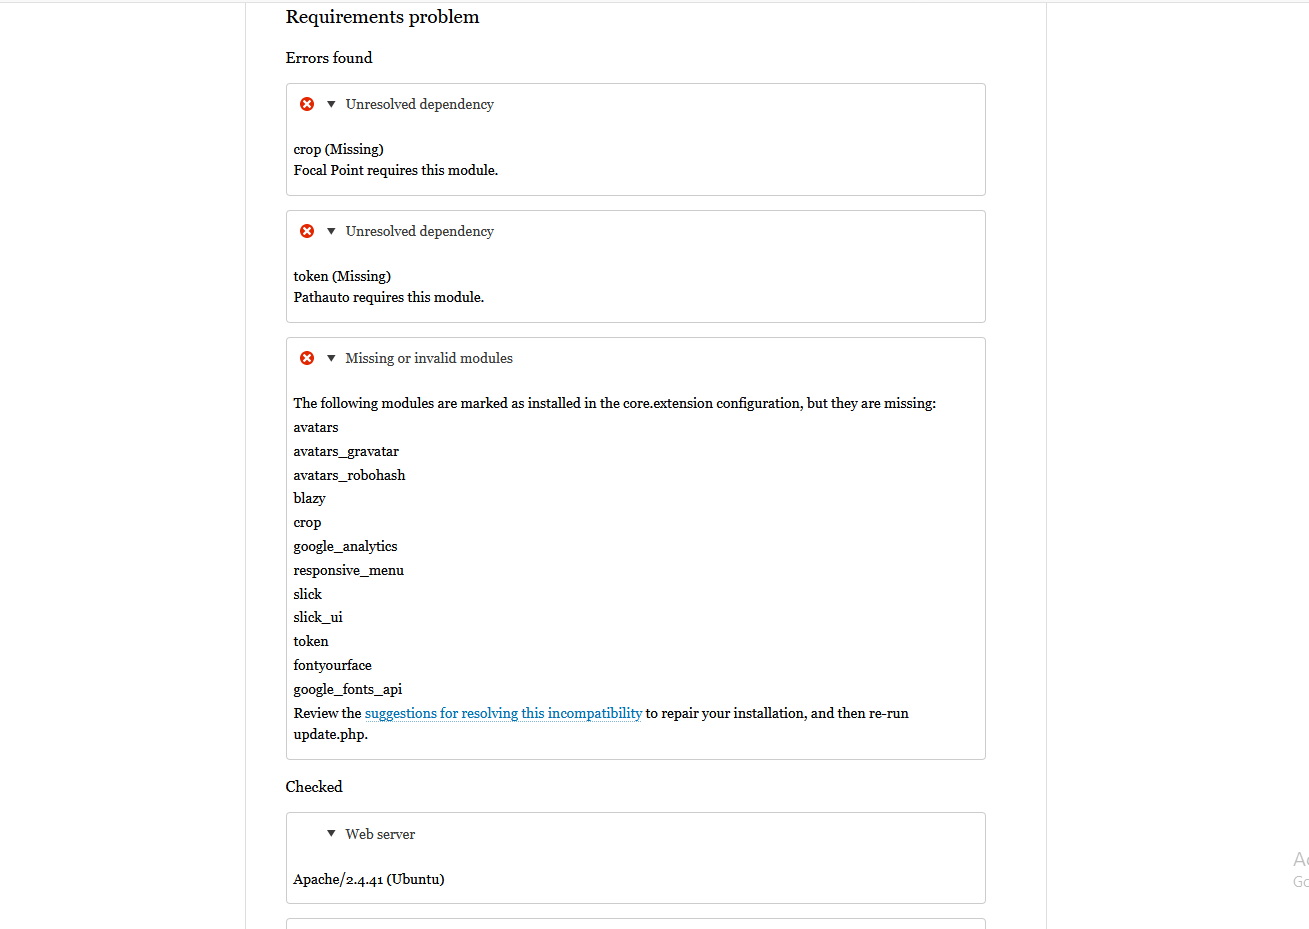 Requirements problem
Errors found
Unresolved dependency
crop (Missing)
Focal Point requires this module.
Unresolved dependency
token (Missing)
Pathauto requires this module.
Missing or invalid modules
The following modules are marked as installed in the core.extension configuration, but they are missing:
avatars
avatars_gravatar
avatars_robohash
blazy
crop
google_analytics
responsive_menu
slick
slick_ui
token
fontyourface
google_fonts_api
Review the suggestions for resolving this incompatibility to repair your installation, and then re-run
update.php.
Checked
Web server
Apache/2.4.41 (Ubuntu)